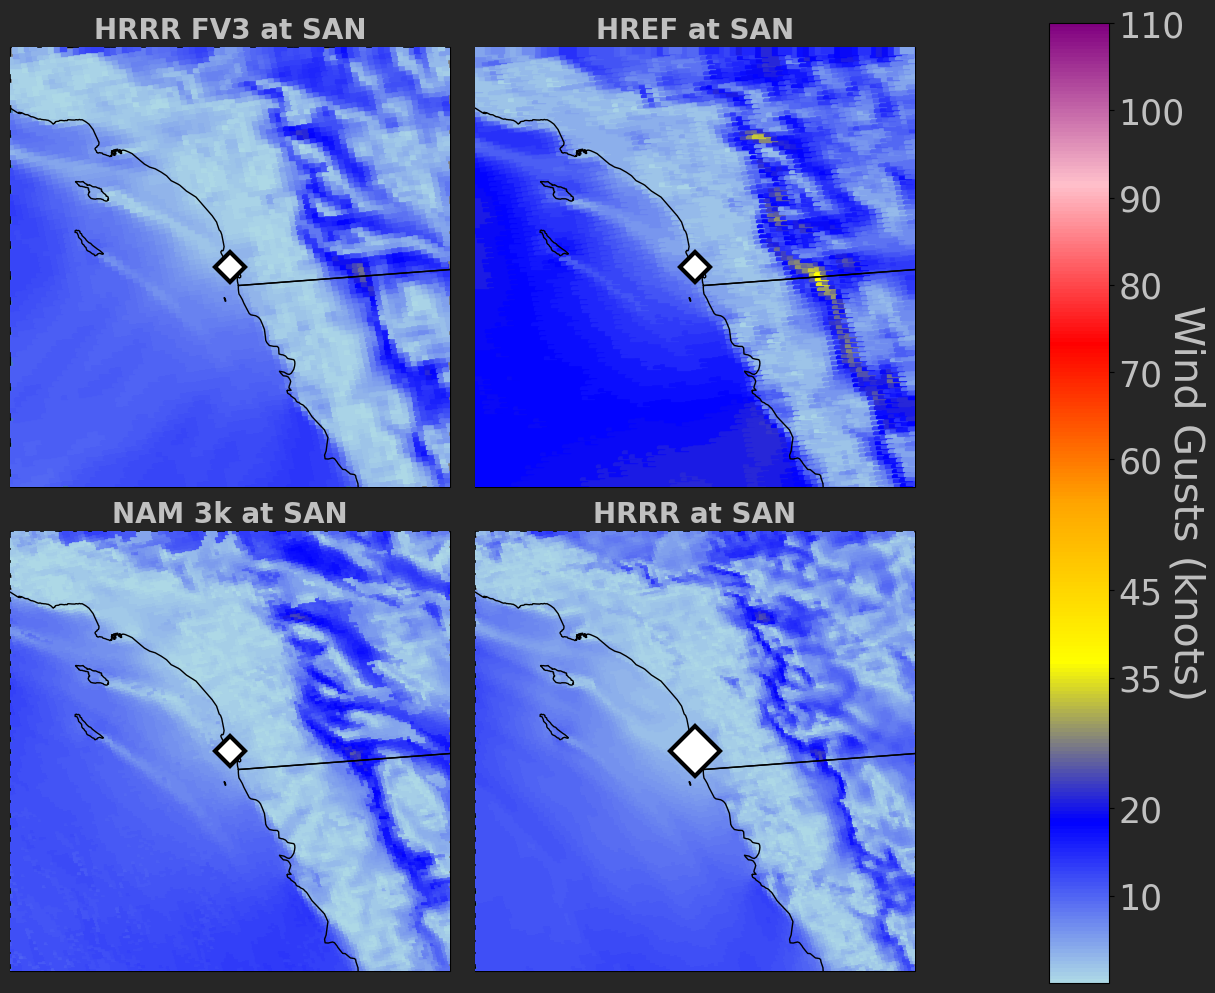 HRRR FV3 at SAN
HREF at SAN
NAM 3k at SAN
HRRR at SAN
110
100
90
80
70
60
45
35
20
10
Wind Gusts (knots)